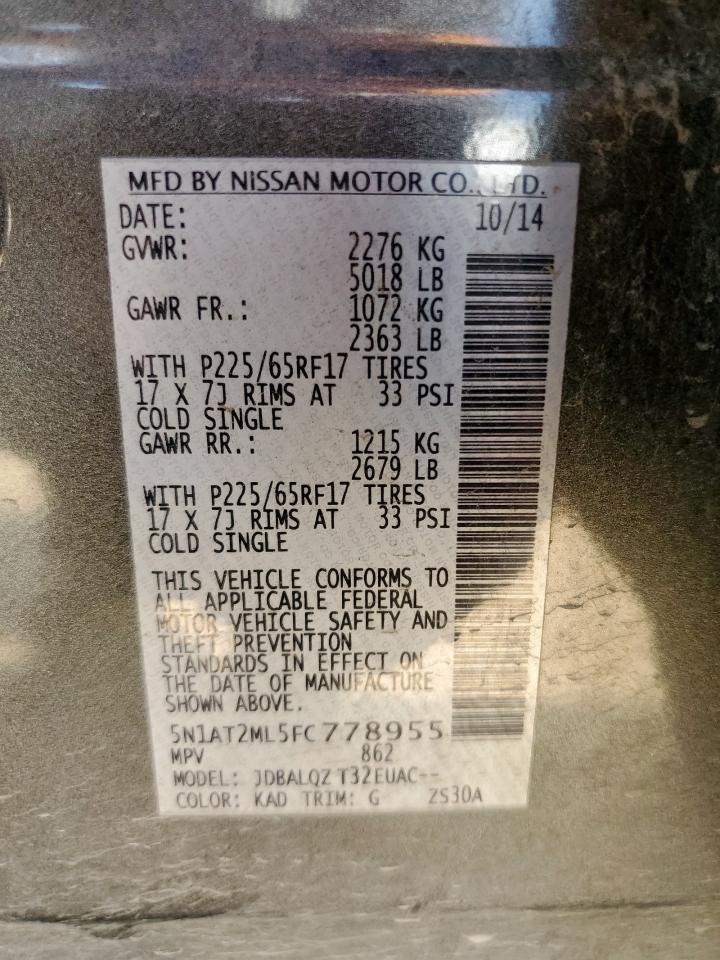 MFD BY NISSAN MOTOR CO., LTD.
DATE: 10/14
GVWR: 2276 KG
5018 LB
GAWR FR.: 1072 KG
2363 LB
WITH P225/65RF17 TIRES
17 X 7J RIMS AT 33 PSI
COLD SINGLE
GAWR RR.: 1215 KG
2679 LB
WITH P225/65RF17 TIRES
17 X 7J RIMS AT 33 PSI
COLD SINGLE
THIS VEHICLE CONFORMS TO
ALL APPLICABLE FEDERAL
MOTOR VEHICLE SAFETY AND
THEFT PREVENTION
STANDARDS IN EFFECT ON
THE DATE OF MANUFACTURE
SHOWN ABOVE.
5N1AT2ML5FC778955
MPV 862
MODEL: JDBALQZ T32EUAC--
COLOR: KAD TRIM: G ZS30A